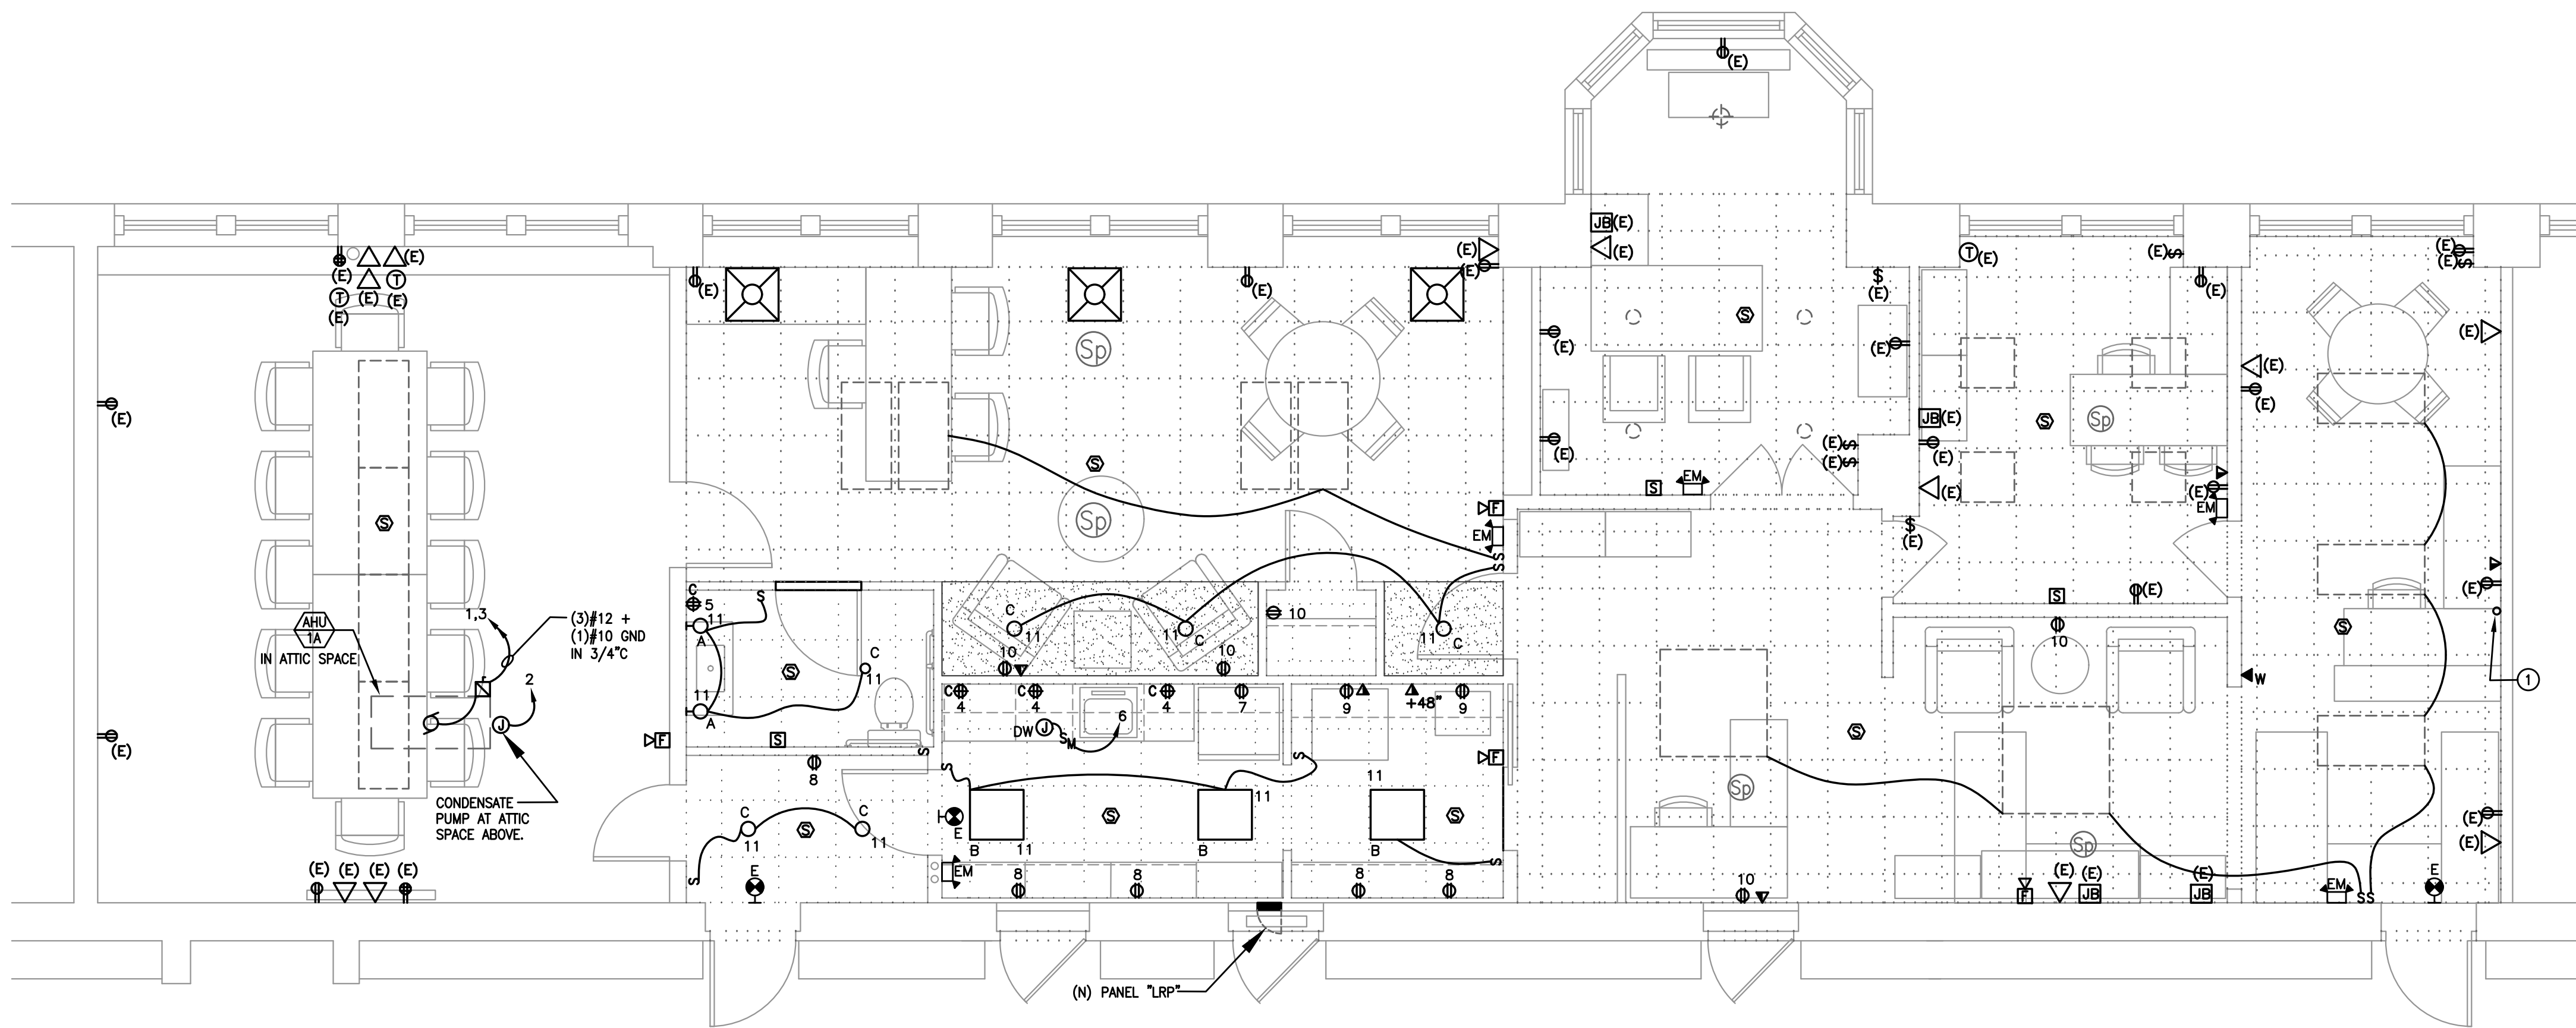 (E)
JB (E)
(E)
(E)
(E)
T (E)
(E) $
(E)
(E) $
(E)
(E)
(E)
T (E)
T (E)
(E)
(E)
(E)
$
(E)
(E)
(E)
S
(E)
(E)
(E)
(E)
Sp
JB (E)
S
Sp
(E)
(E)
(E)
(E) $
(E) $
(E)
S
S
EM
(E)
(E)
EM
S
Sp
F
EM
S
S
$
(E)
AHU
1A
IN ATTIC SPACE
1,3
(3)#12 +
(1)#10 GND
IN 3/4"C
2
J
CONDENSATE
PUMP AT ATTIC
SPACE ABOVE.
C
5
S
11
A
11
A
S
C
11
C
11
10
11
C
10
10
11
C
S
(E)
10
(E)
S
W
1
F
S
8
S
C
4
C
4
C
4
7
9
+48"
9
DW J
S M
6
S
S
F
S
Sp
C
11
C
11
S
S
E
E
B
11
S
B
11
11
B
S
S
EM
8
8
8
8
10
Sp
F
(E)
(E)
JB
(E)
JB
EM
S S
E
(E)
(E)
(E)
(E)
(E)
(E)
(N) PANEL "LRP"